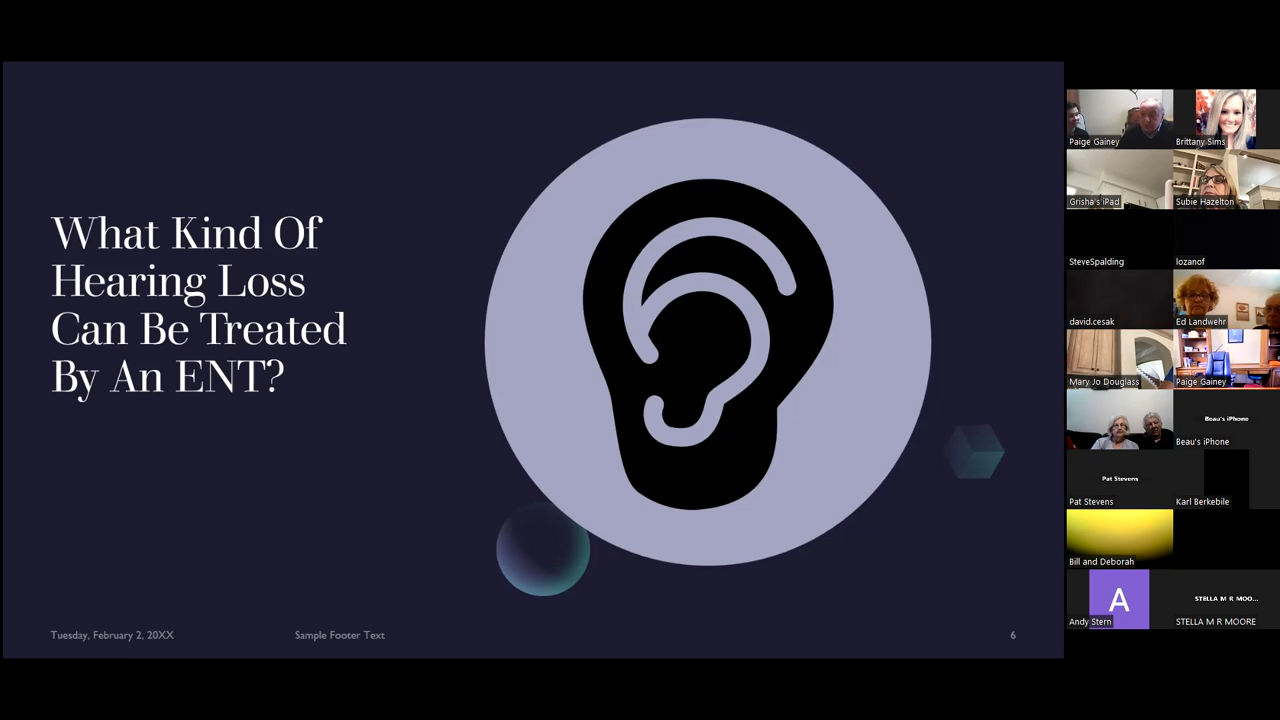 What Kind Of
Hearing Loss
Can Be Treated
By An ENT?
Tuesday, February 2, 20XX
Sample Footer Text
6
Paige Gainey
Brittany Sims
Grisha's iPad
Subie Hazelton
SteveSpalding
lozanof
david.cesak
Ed Landwehr
Mary Jo Douglass
Paige Gainey
Beau's iPhone
Beau's iPhone
Pat Stevens
Pat Stevens
Karl Berkebile
Bill and Deborah
A
Andy Stern
STELLA M R MOO...
STELLA M R MOORE